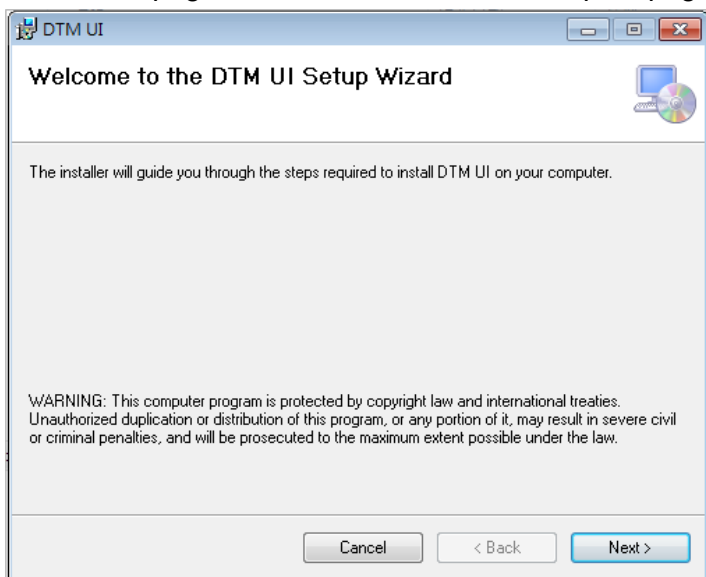 DTM UI
Welcome to the DTM UI Setup Wizard
The installer will guide you through the steps required to install DTM UI on your computer.
WARNING: This computer program is protected by copyright law and international treaties.
Unauthorized duplication or distribution of this program, or any portion of it, may result in severe civil
or criminal penalties, and will be prosecuted to the maximum extent possible under the law.
Cancel
< Back
Next >